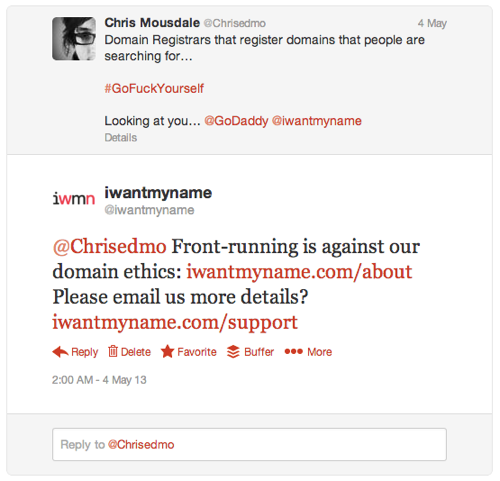 Chris Mousdale @Chrisedmo 4 May
Domain Registrars that register domains that people are
searching for...
#GoFuckYourself
Looking at you... @GoDaddy @iwantmyname
Details
iwmn iwantmyname
@iwantmyname
@Chrisedmo Front-running is against our
domain ethics: iwantmyname.com/about
Please email us more details?
iwantmyname.com/support
Reply Delete Favorite Buffer More
2:00 AM - 4 May 13
Reply to @Chrisedmo